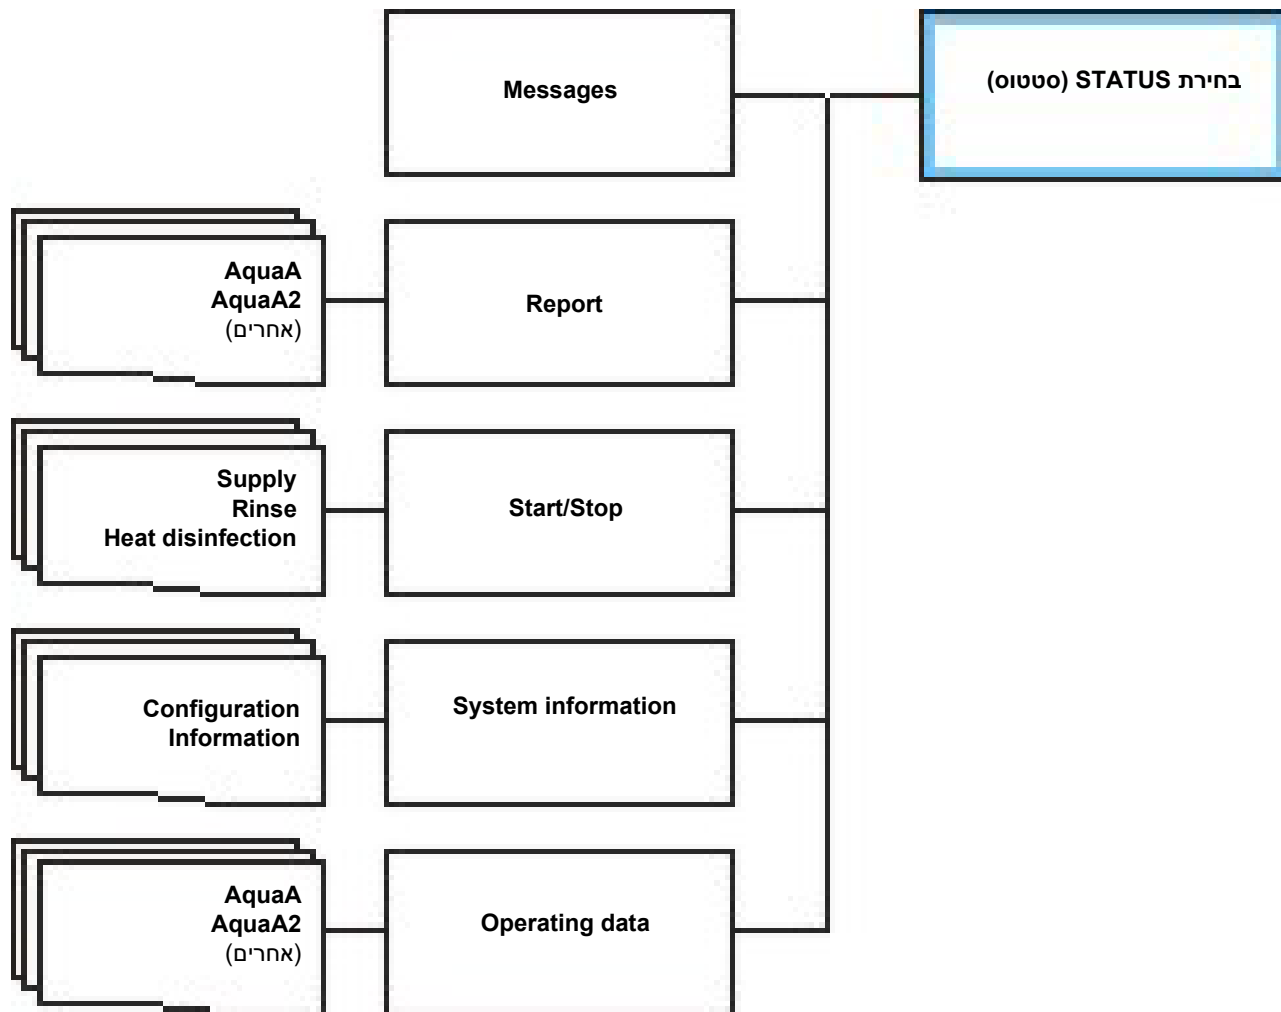 בחירת STATUS (סטטוס)
Messages
Report
AquaA
AquaA2
(אחרים)
Start/Stop
Supply
Rinse
Heat disinfection
System information
Configuration
Information
Operating data
AquaA
AquaA2
(אחרים)